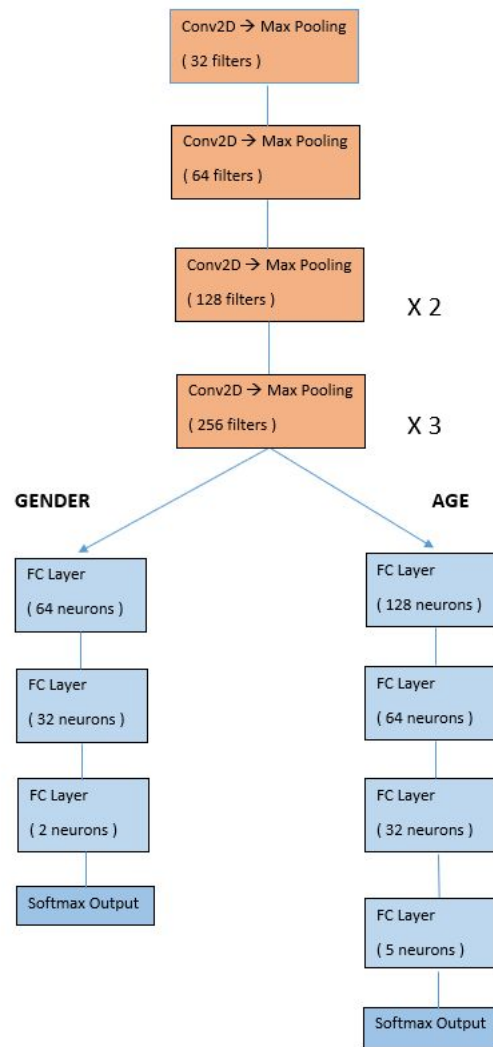 Conv2D → Max Pooling
( 32 filters )
Conv2D → Max Pooling
( 64 filters )
Conv2D → Max Pooling
( 128 filters )
X 2
Conv2D → Max Pooling
( 256 filters )
X 3
GENDER
FC Layer
( 64 neurons )
FC Layer
( 32 neurons )
FC Layer
( 2 neurons )
Softmax Output
AGE
FC Layer
( 128 neurons )
FC Layer
( 64 neurons )
FC Layer
( 32 neurons )
FC Layer
( 5 neurons )
Softmax Output